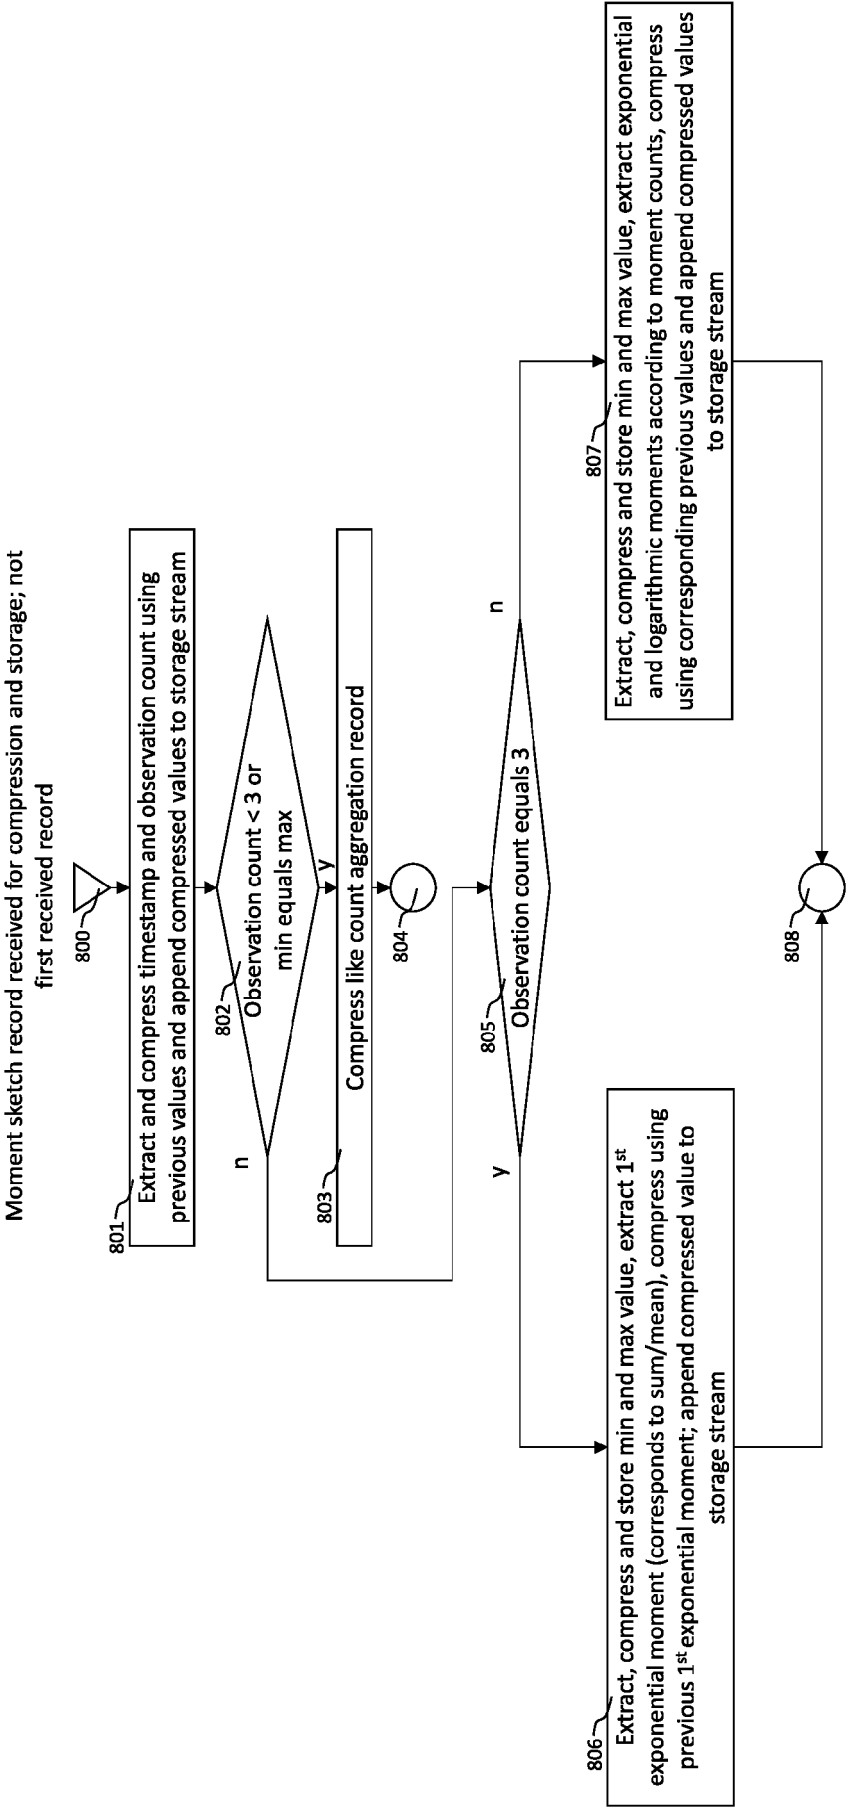 Moment sketch record received for compression and storage; not
first received record
800
801
Extract and compress timestamp and observation count using
previous values and append compressed values to storage stream
802
Observation count < 3 or
min equals max
n
y
803
Compress like count aggregation record
804
805
Observation count equals 3
y
n
806
Extract, compress and store min and max value, extract 1st
exponential moment (corresponds to sum/mean), compress using
previous 1st exponential moment; append compressed value to
storage stream
807
Extract, compress and store min and max value, extract exponential
and logarithmic moments according to moment counts, compress
using corresponding previous values and append compressed values
to storage stream
808